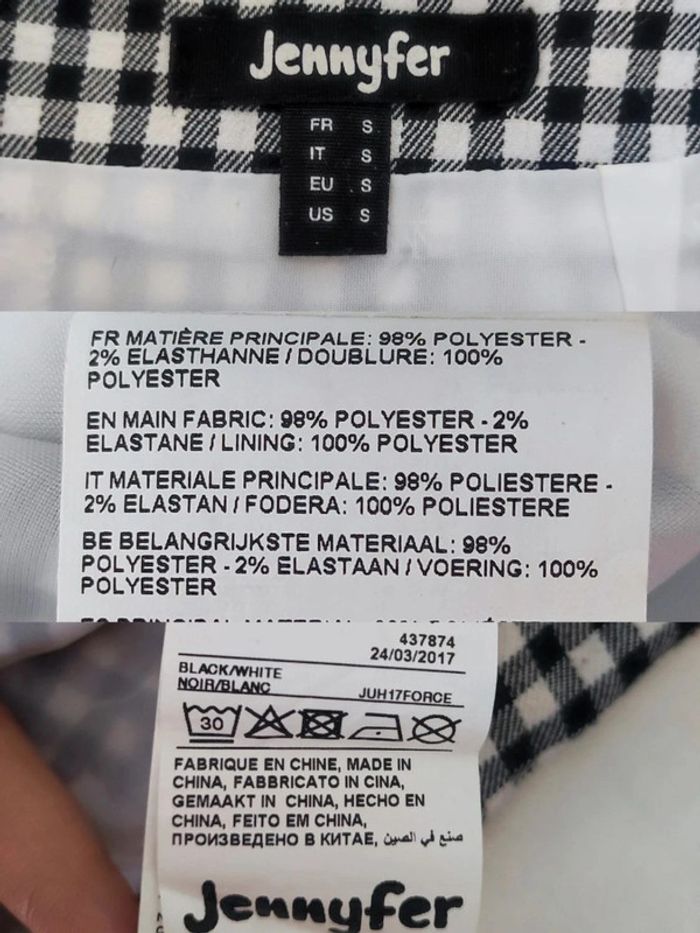 Jennyfer
FR S
IT S
EU S
US S
FR MATIÈRE PRINCIPALE: 98% POLYESTER -
2% ELASTHANNE / DOUBLURE: 100%
POLYESTER
EN MAIN FABRIC: 98% POLYESTER - 2%
ELASTANE / LINING: 100% POLYESTER
IT MATERIALE PRINCIPALE: 98% POLIESTERE -
2% ELASTAN / FODERA: 100% POLIESTERE
BE BELANGRIJKSTE MATERIAAL: 98%
POLYESTER - 2% ELASTAAN / VOERING: 100%
POLYESTER
437874
24/03/2017
BLACK/WHITE
NOIR/BLANC
JUH17FORCE
30
FABRIQUE EN CHINE, MADE IN
CHINA, FABBRICATO IN CINA,
GEMAAKT IN CHINA, HECHO EN
CHINA, FEITO EM CHINA,
ПРОИЗВЕДЕНО В КИТАЕ, صنع في الصين
Jennyfer